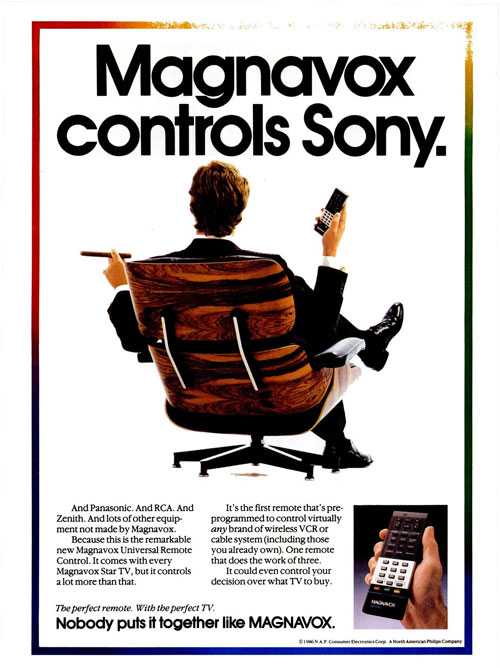 Magnavox
controls Sony.
And Panasonic. And RCA. And
Zenith. And lots of other equip-
ment not made by Magnavox.
Because this is the remarkable
new Magnavox Universal Remote
Control. It comes with every
Magnavox Star TV, but it controls
a lot more than that.
It's the first remote that's pre-
programmed to control virtually
any brand of wireless VCR or
cable system (including those
you already own). One remote
that does the work of three.
It could even control your
decision over what TV to buy.
MAGNAVOX
The perfect remote. With the perfect TV.
Nobody puts it together like MAGNAVOX.
© 1986 N.A.P. Consumer Electronics Corp. A North American Philips Company